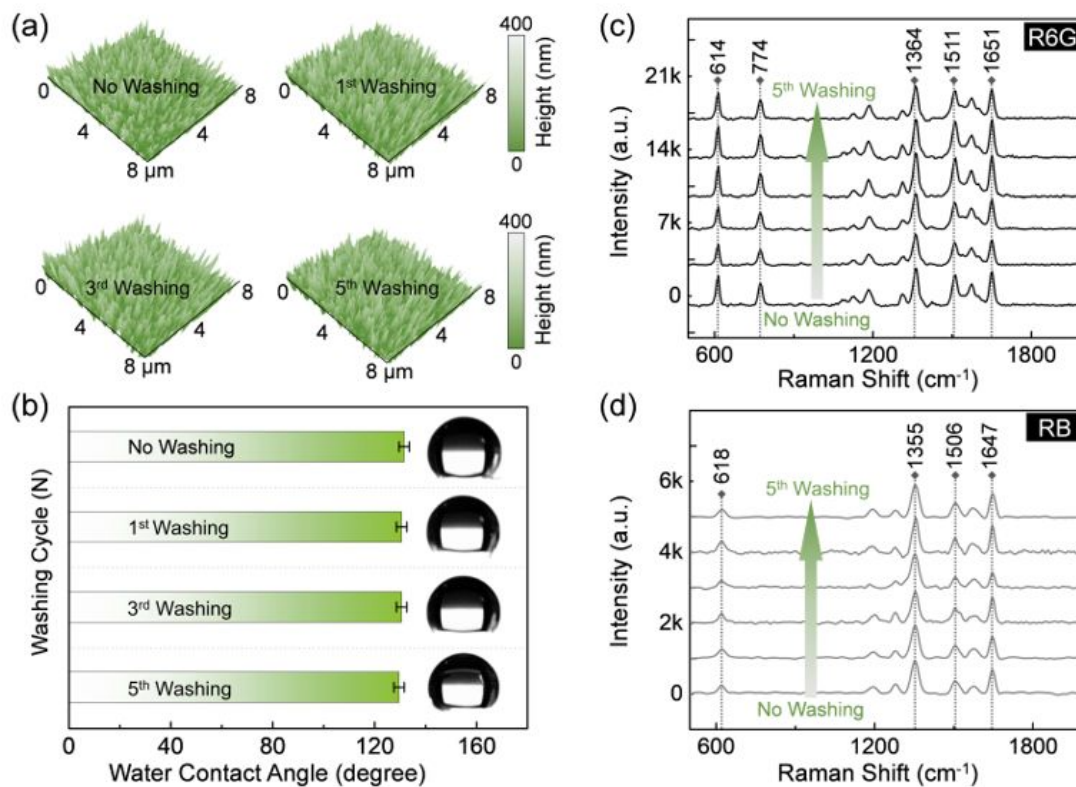 (a)
No Washing
0
4
8 µm
4
8
1st Washing
0
4
8 µm
4
8
400
0
Height (nm)
3rd Washing
0
4
8 µm
4
8
5th Washing
0
4
8 µm
4
8
400
0
Height (nm)
(b)
Washing Cycle (N)
No Washing
1st Washing
3rd Washing
5th Washing
0 40 80 120 160
Water Contact Angle (degree)
(c)
R6G
614 774 1364 1511 1651
Intensity (a.u.)
21k
14k
7k
0
5th Washing
No Washing
600 1200 1800
Raman Shift (cm-1)
(d)
RB
618 1355 1506 1647
Intensity (a.u.)
6k
4k
2k
0
5th Washing
No Washing
600 1200 1800
Raman Shift (cm-1)